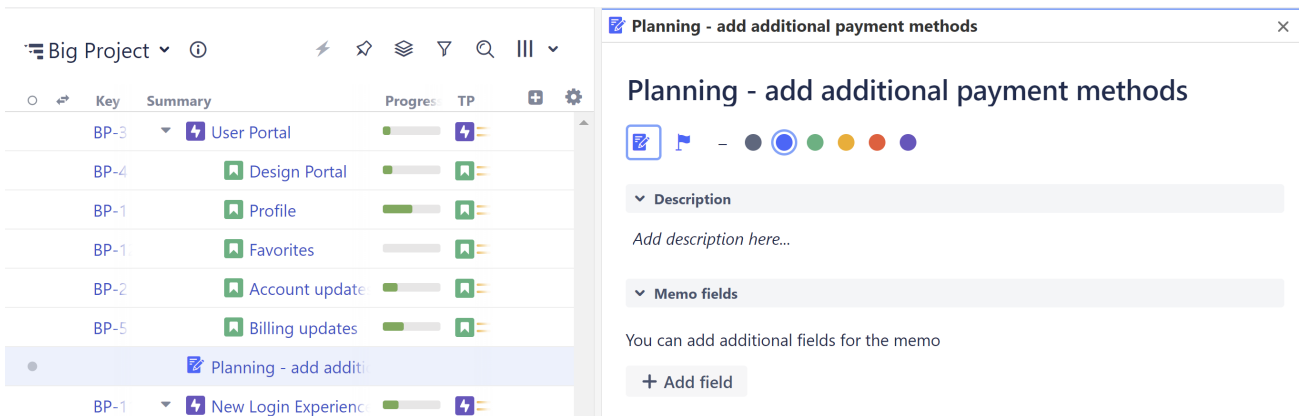 Big Project
Key Summary Progres TP
BP-3 User Portal
BP-4 Design Portal
BP-1 Profile
BP-1 Favorites
BP-2 Account update
BP-5 Billing updates
Planning - add additi
BP-1 New Login Experienc
Planning - add additional payment methods
Planning - add additional payment methods
Description
Add description here...
Memo fields
You can add additional fields for the memo
+ Add field